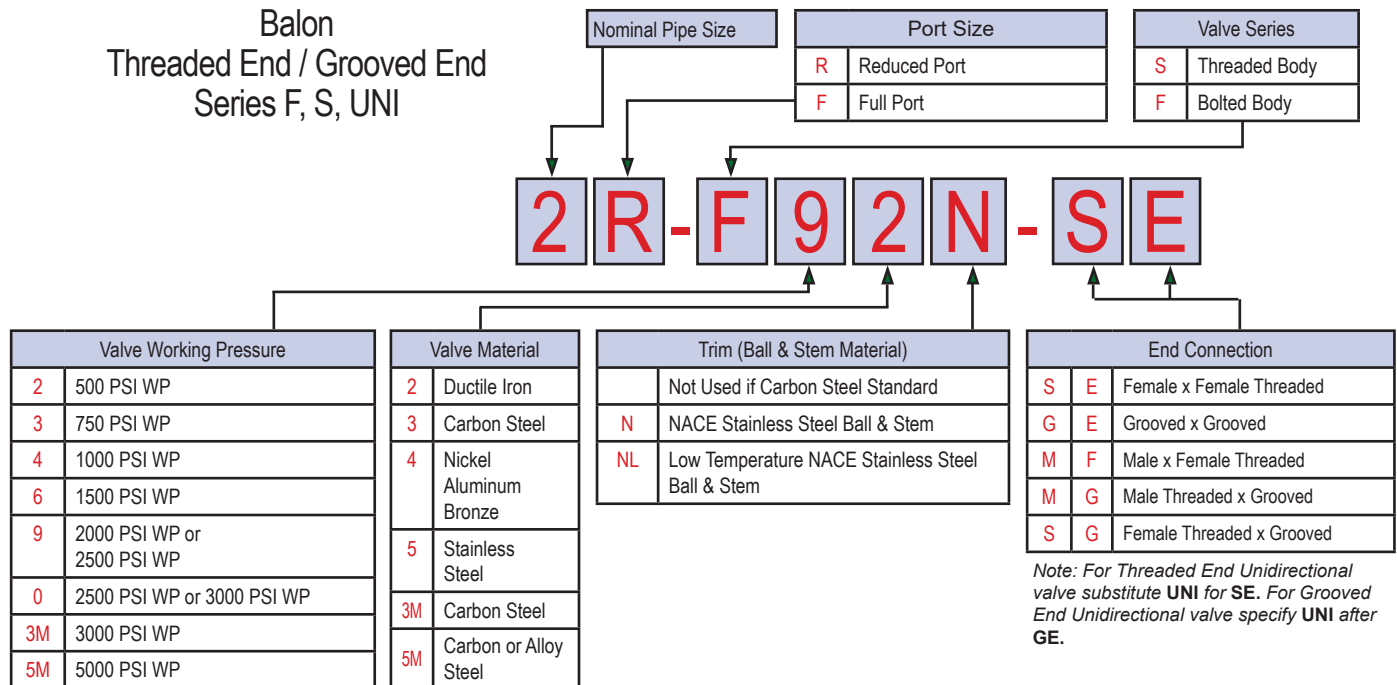 Balon
Threaded End / Grooved End
Series F, S, UNI
Nominal Pipe Size
Port Size
R Reduced Port
F Full Port
Valve Series
S Threaded Body
F Bolted Body
2R-F92N-SE
Valve Working Pressure
2 500 PSI WP
3 750 PSI WP
4 1000 PSI WP
6 1500 PSI WP
9 2000 PSI WP or
2500 PSI WP
0 2500 PSI WP or 3000 PSI WP
3M 3000 PSI WP
5M 5000 PSI WP
Valve Material
2 Ductile Iron
3 Carbon Steel
4 Nickel
Aluminum
Bronze
5 Stainless
Steel
3M Carbon Steel
5M Carbon or Alloy
Steel
Trim (Ball & Stem Material)
Not Used if Carbon Steel Standard
N NACE Stainless Steel Ball & Stem
NL Low Temperature NACE Stainless Steel
Ball & Stem
End Connection
S E Female x Female Threaded
G E Grooved x Grooved
M F Male x Female Threaded
M G Male Threaded x Grooved
S G Female Threaded x Grooved
Note: For Threaded End Unidirectional
valve substitute UNI for SE. For Grooved
End Unidirectional valve specify UNI after
GE.